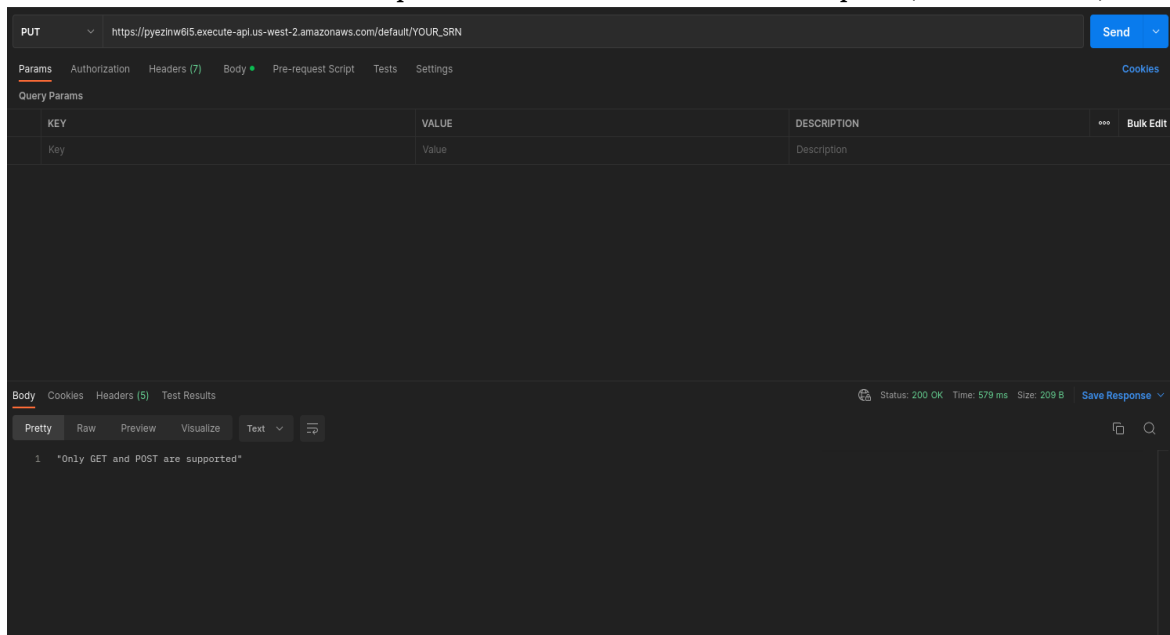 PUT https://pyezinw6i5.execute-api.us-west-2.amazonaws.com/default/YOUR_SRN Send
Params Authorization Headers (7) Body Pre-request Script Tests Settings Cookies
Query Params
KEY VALUE DESCRIPTION ooo Bulk Edit
Key Value Description
Body Cookies Headers (5) Test Results Status: 200 OK Time: 579 ms Size: 209 B Save Response
Pretty Raw Preview Visualize Text
1 "Only GET and POST are supported"